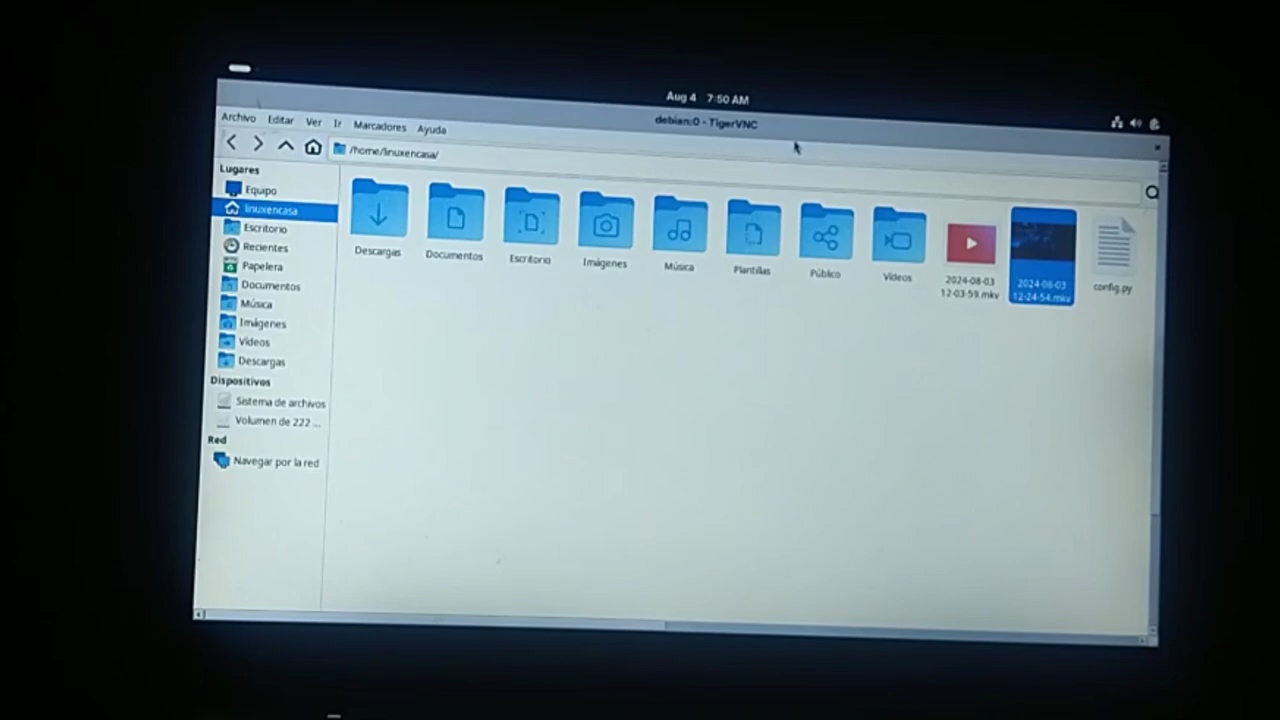 Aug 4 7:50 AM
debian:0 - TigerVNC
Archivo Editar Ver Ir Marcadores Ayuda
/home/linuxencasa/
Lugares
Equipo
linuxencasa
Escritorio
Recientes
Papelera
Documentos
Música
Imágenes
Vídeos
Descargas
Dispositivos
Sistema de archivos
Volumen de 222 ...
Red
Navegar por la red
Descargas
Documentos
Escritorio
Imágenes
Música
Plantillas
Público
Vídeos
2024-08-03
12-03-59.mkv
2024-08-03
12-24-54.mkv
config.py